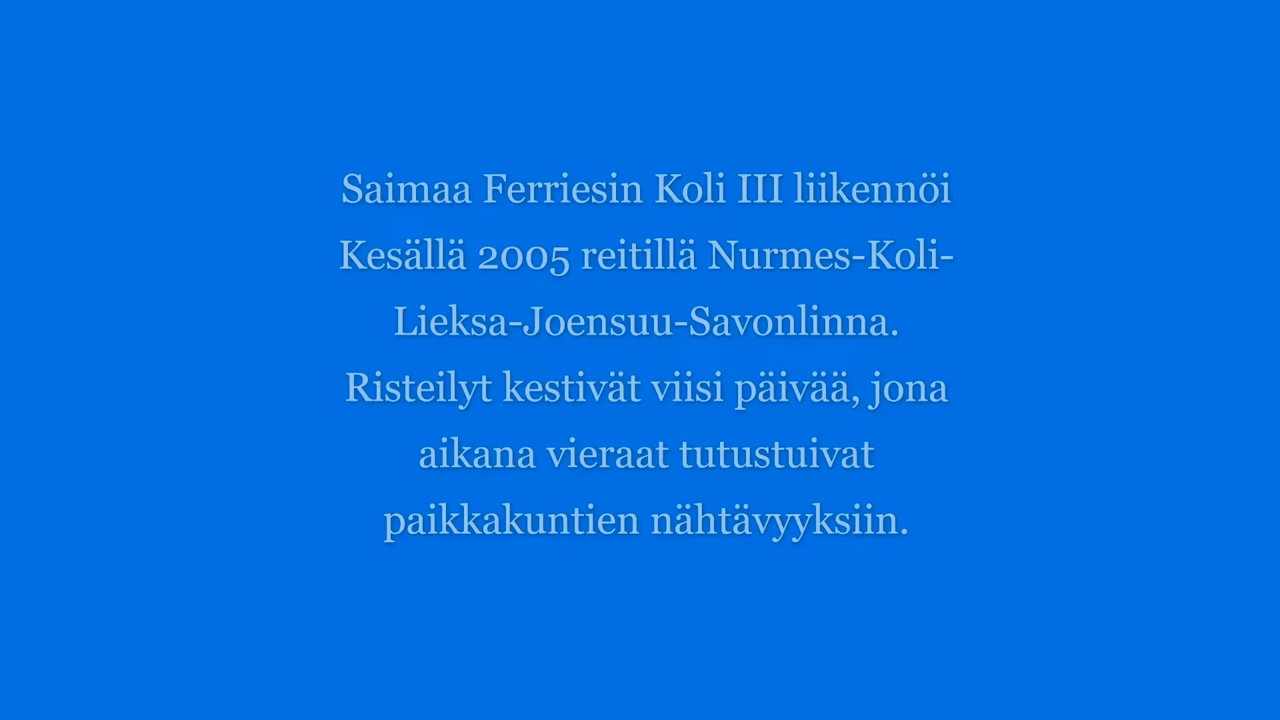 Saimaa Ferriesin Koli III liikennöi
Kesällä 2005 reitillä Nurmes-Koli-
Lieksa-Joensuu-Savonlinna.
Risteilyt kestivät viisi päivää, jona
aikana vieraat tutustuivat
paikkakuntien nähtävyyksiin.